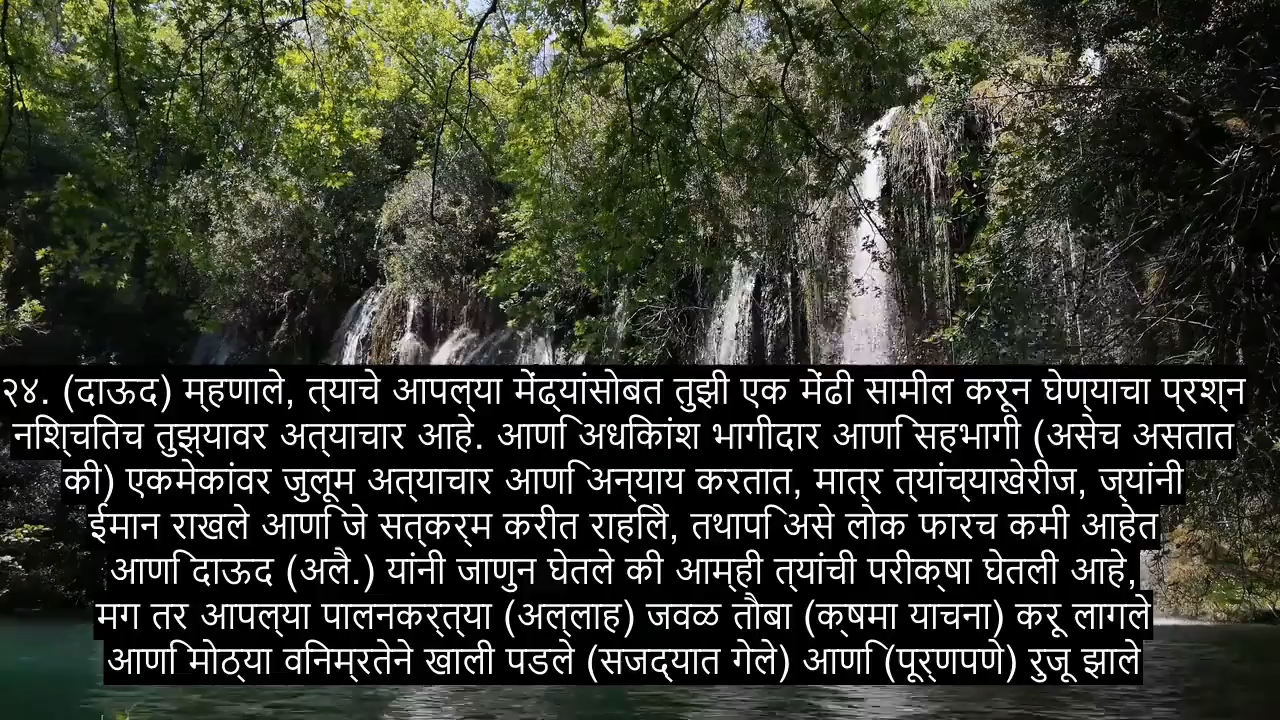 २४. (दाऊद) म्हणाले, त्याचे आपल्या मेंढ्यांसोबत तुझी एक मेंढी सामील करून घेण्याचा प्रश्न
निश्चितच तुझ्यावर अत्याचार आहे. आणि अधिकांश भागीदार आणि सहभागी (असेच असतात
की) एकमेकांवर जुलूम अत्याचार आणि अन्याय करतात, मात्र त्यांच्याखेरीज, ज्यांनी
ईमान राखले आणि जे सत्कर्म करीत राहिले, तथापि असे लोक फारच कमी आहेत
आणि दाऊद (अलै.) यांनी जाणुन घेतले की आम्ही त्यांची परीक्षा घेतली आहे,
मग तर आपल्या पालनकर्त्या (अल्लाह) जवळ तौबा (क्षमा याचना) करू लागले
आणि मोठ्या विनम्रतेने खाली पडले (सजद्यात गेले) आणि (पूर्णपणे) रुजू झाले